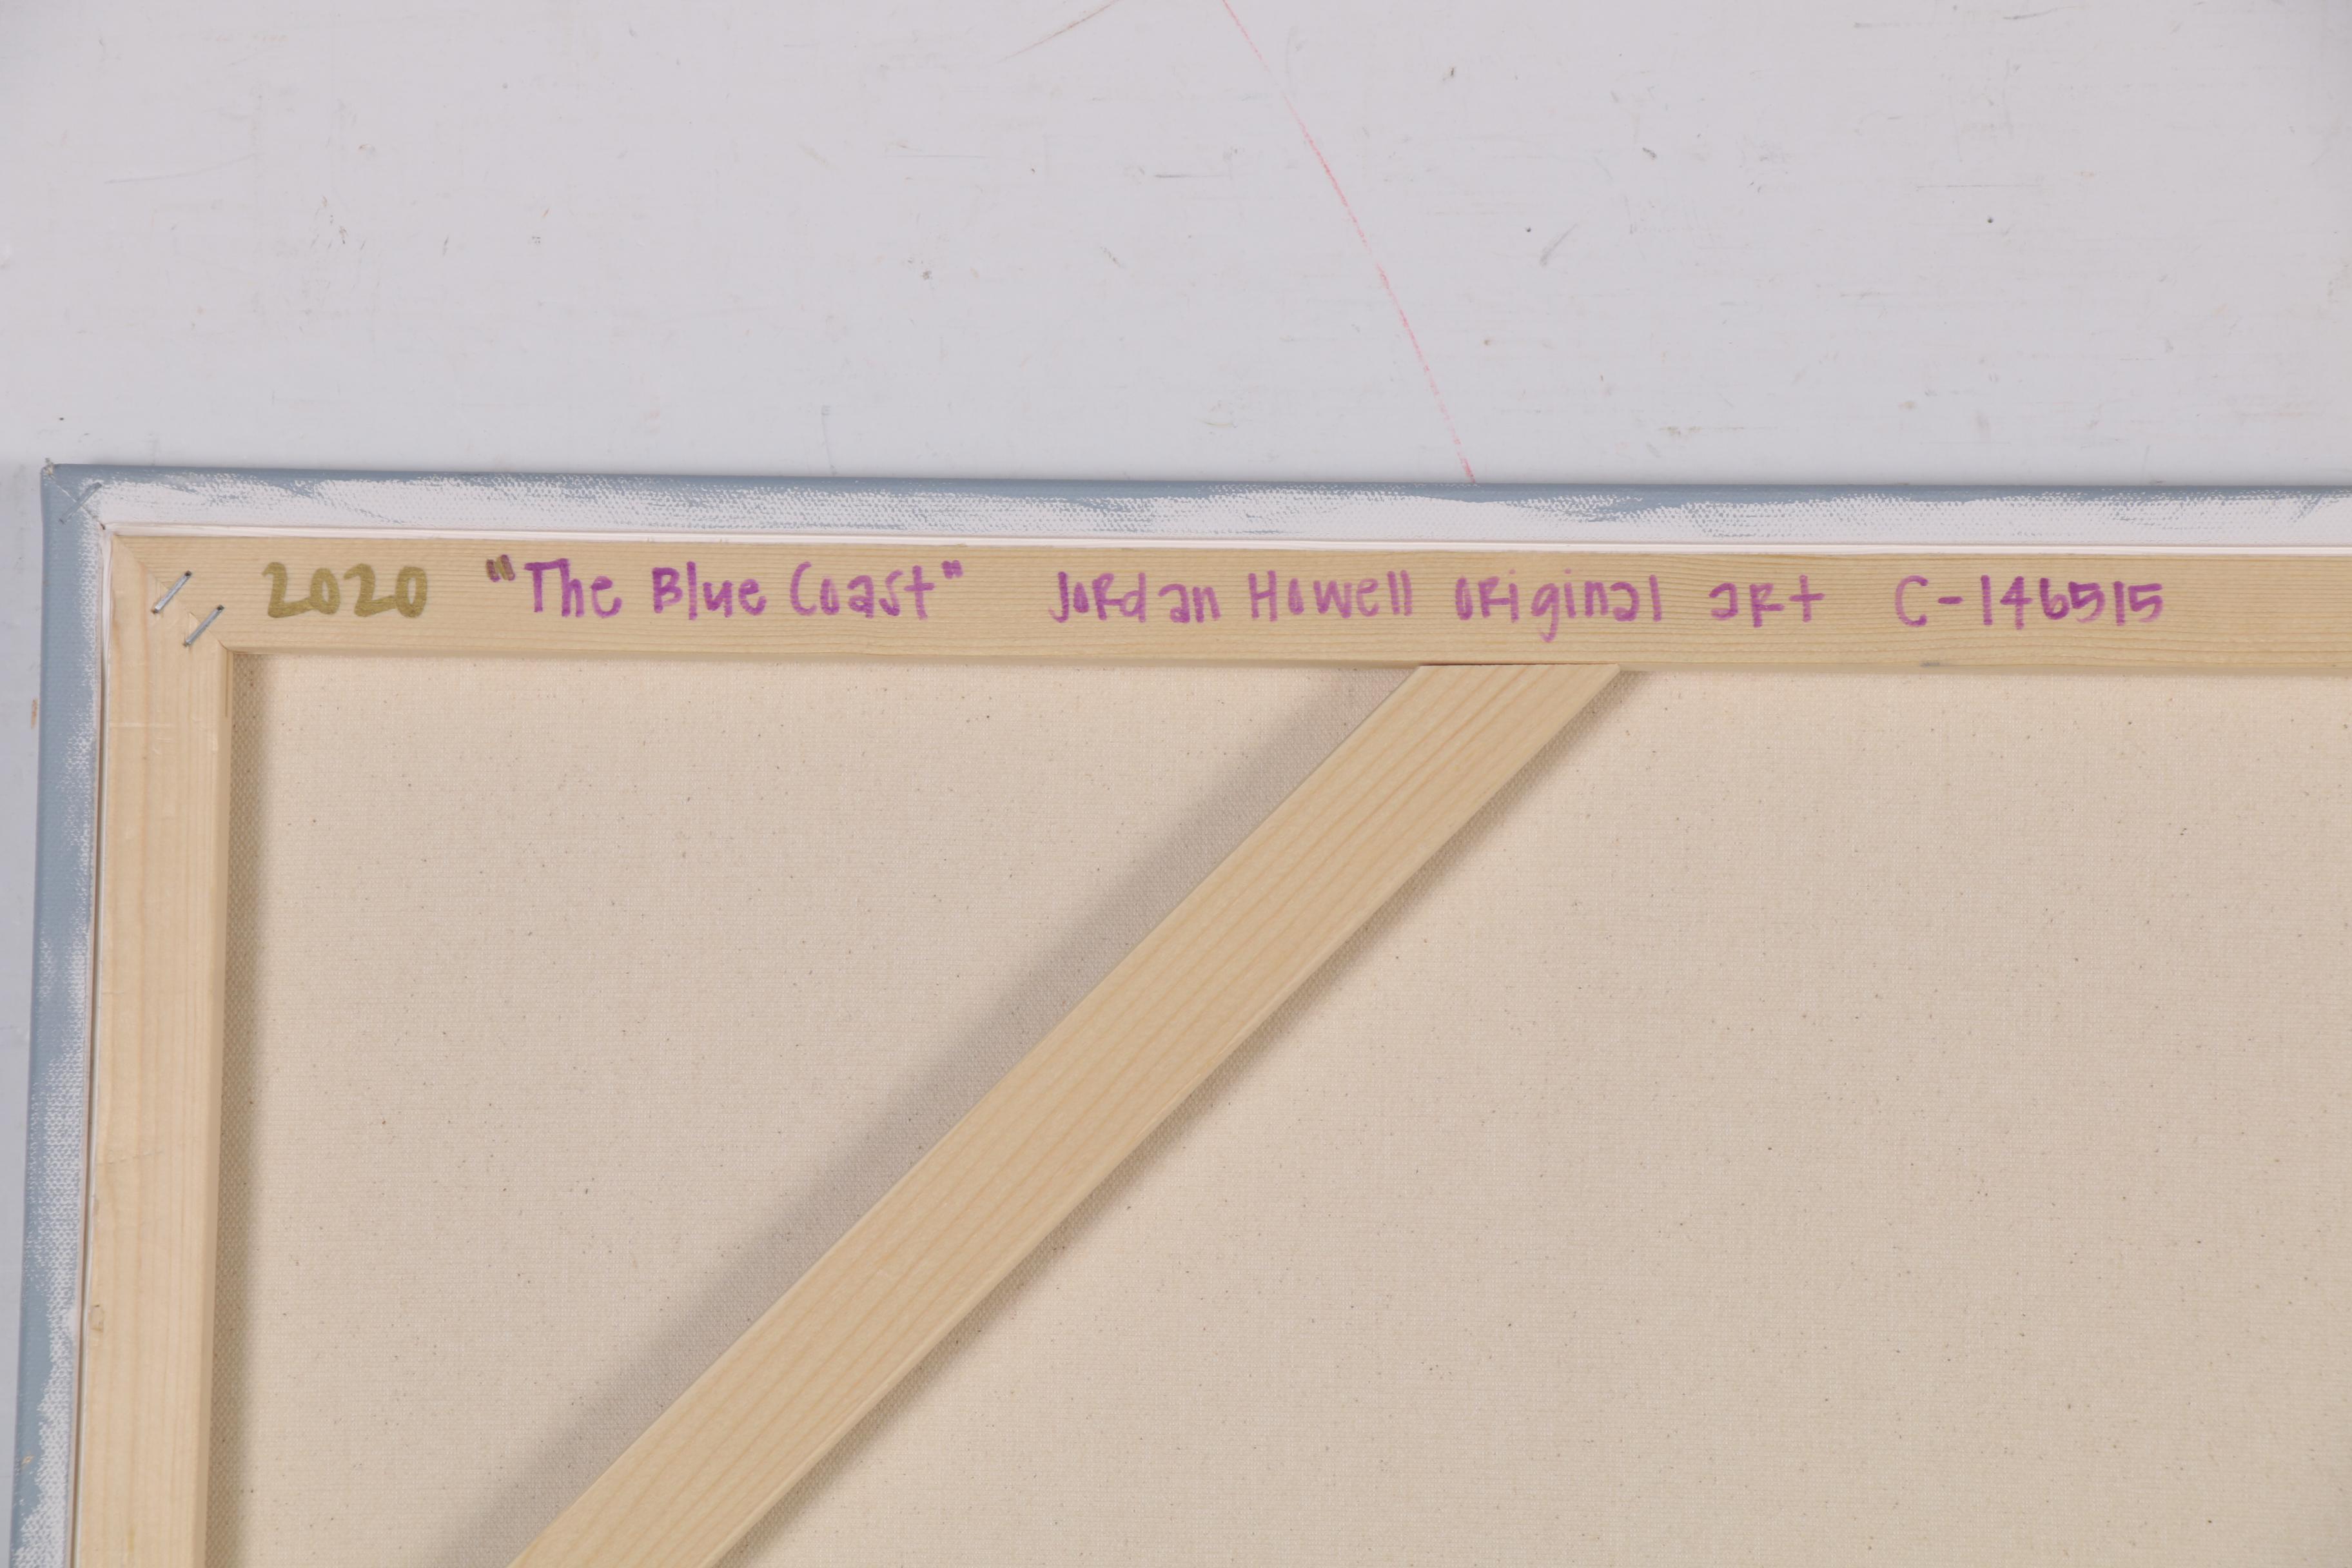 2020 "The Blue Coast" Jordan Howell original art C-146515